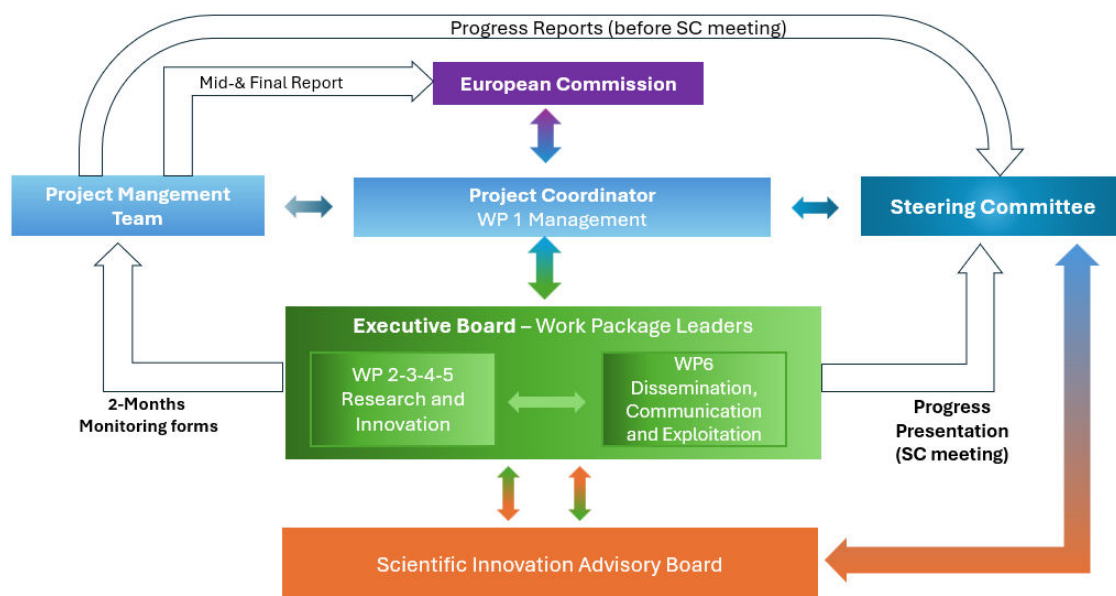 Progress Reports (before SC meeting)
Mid-& Final Report
European Commission
Project Mangement
Team
Project Coordinator
WP 1 Management
Steering Committee
Executive Board – Work Package Leaders
WP 2-3-4-5
Research and
Innovation
WP6
Dissemination,
Communication
and Exploitation
2-Months
Monitoring forms
Progress
Presentation
(SC meeting)
Scientific Innovation Advisory Board